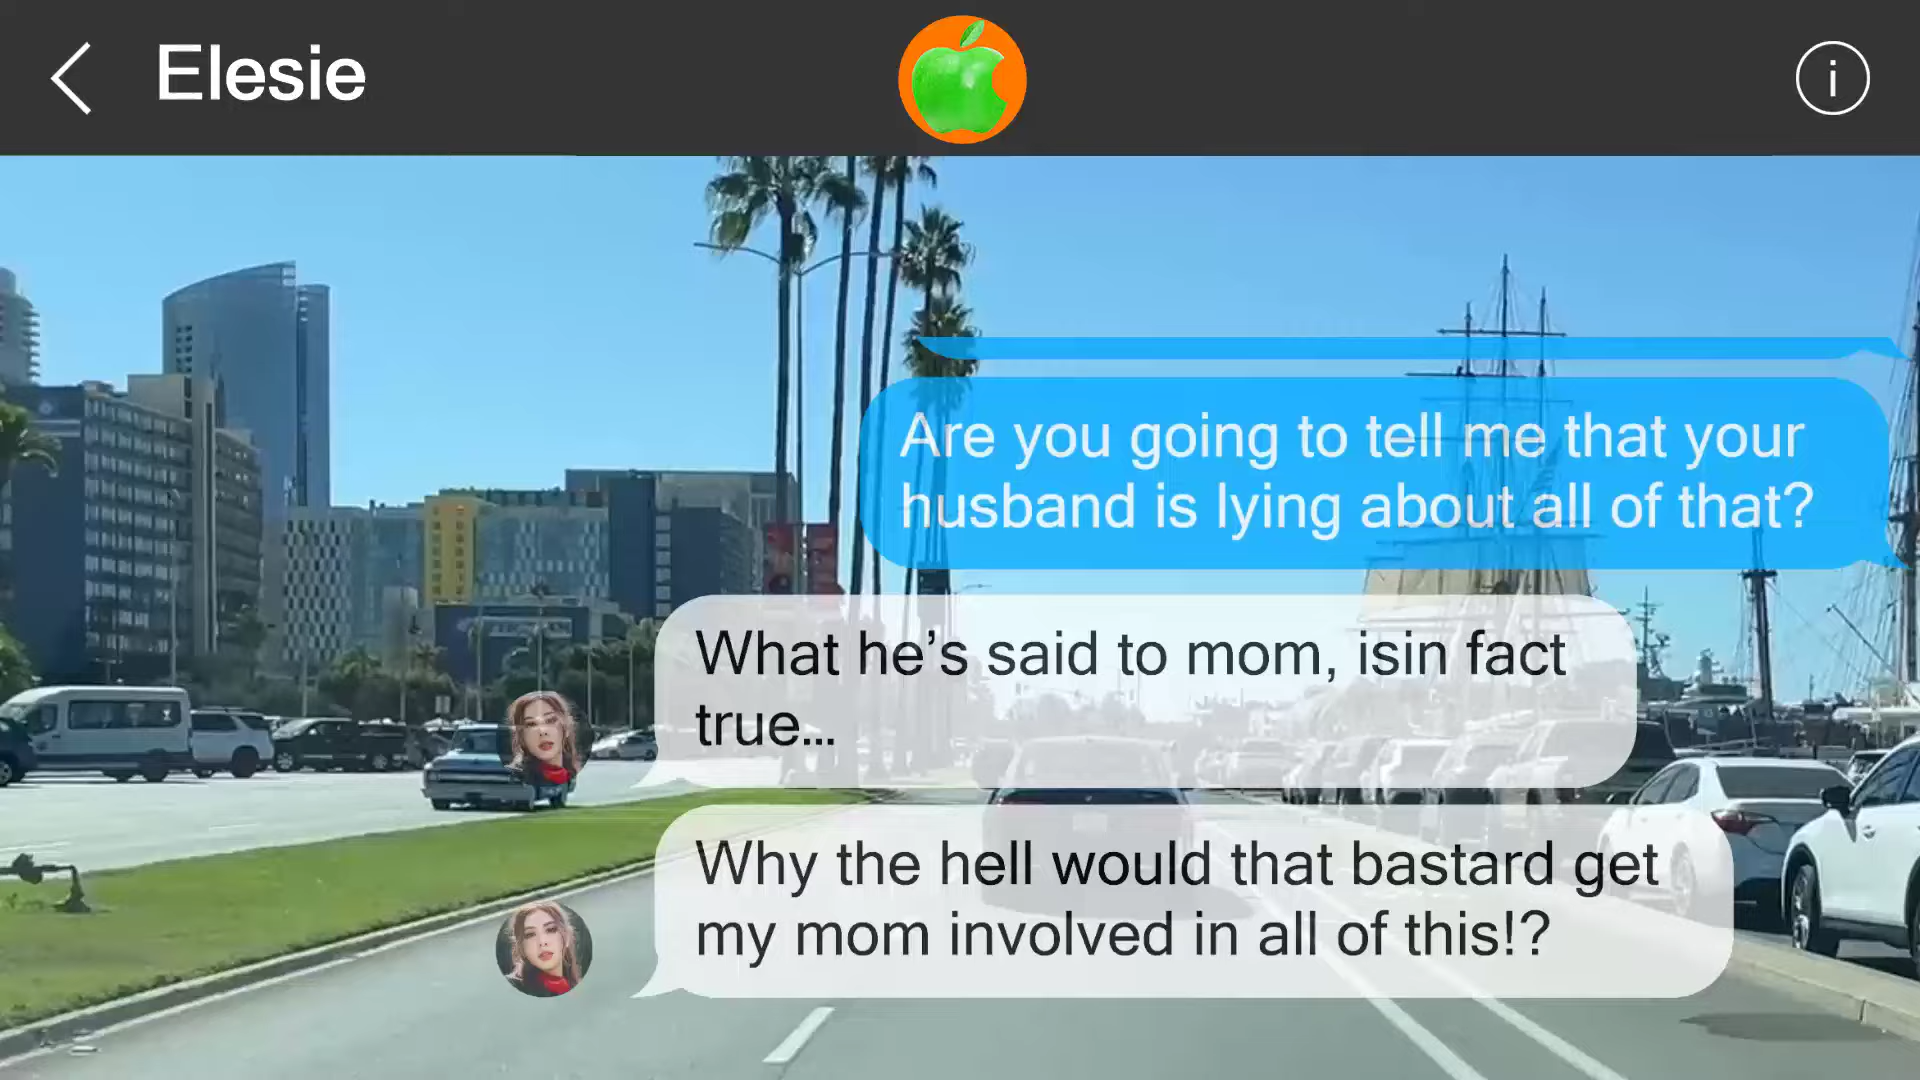 Elesie
i
Are you going to tell me that your
husband is lying about all of that?
What he’s said to mom, isin fact
true…
Why the hell would that bastard get
my mom involved in all of this!?